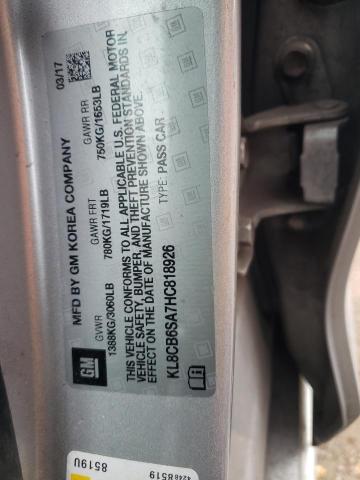 GM
MFD BY GM KOREA COMPANY
03/17
GVWR GAWR FRT GAWR RR
1388KG/3060LB 780KG/1719LB 750KG/1653LB
THIS VEHICLE CONFORMS TO ALL APPLICABLE U.S. FEDERAL MOTOR
VEHICLE SAFETY, BUMPER, AND THEFT PREVENTION STANDARDS IN
EFFECT ON THE DATE OF MANUFACTURE SHOWN ABOVE.
TYPE: PASS CAR
KL8CB6SA7HC818926
42488519
8519U